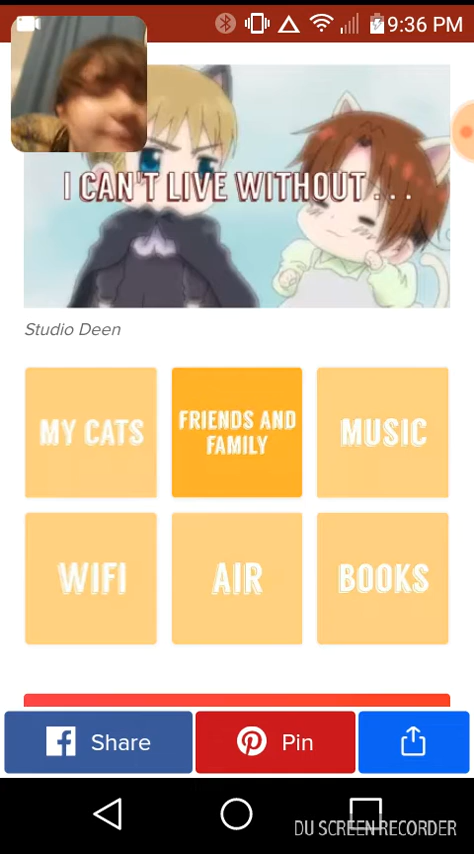 9:36 PM
I CAN'T LIVE WITHOUT...
Studio Deen
MY CATS
FRIENDS AND
FAMILY
MUSIC
WIFI
AIR
BOOKS
Share
Pin
DU SCREEN RECORDER